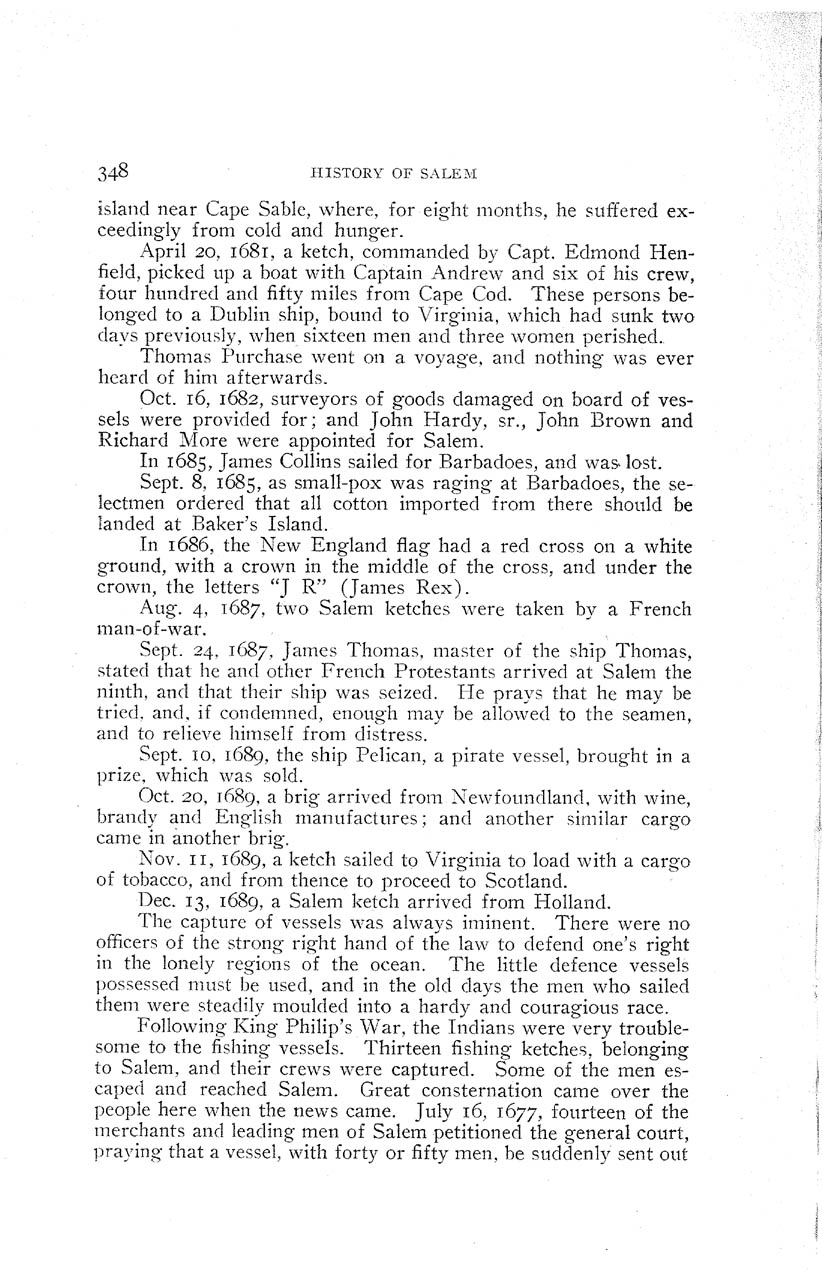 348 HISTORY OF SALEM
island near Cape Sable, where, for eight months, he suffered ex-
ceedingly from cold and hunger.
April 20, 1681, a ketch, commanded by Capt. Edmond Hen-
field, picked up a boat with Captain Andrew and six of his crew,
four hundred and fifty miles from Cape Cod. These persons be-
longed to a Dublin ship, bound to Virginia, which had sunk two
days previously, when sixteen men and three women perished.
Thomas Purchase went on a voyage, and nothing was ever
heard of him afterwards.
Oct. 16, 1682, surveyors of goods damaged on board of ves-
sels were provided for; and John Hardy, sr., John Brown and
Richard More were appointed for Salem.
In 1685, James Collins sailed for Barbadoes, and was lost.
Sept. 8, 1685, as small-pox was raging at Barbadoes, the se-
lectmen ordered that all cotton imported from there should be
landed at Baker's Island.
In 1686, the New England flag had a red cross on a white
ground, with a crown in the middle of the cross, and under the
crown, the letters “J R” (James Rex).
Aug. 4, 1687, two Salem ketches were taken by a French
man-of-war.
Sept. 24, 1687, James Thomas, master of the ship Thomas,
stated that he and other French Protestants arrived at Salem the
ninth, and that their ship was seized. He prays that he may be
tried, and, if condemned, enough may be allowed to the seamen,
and to relieve himself from distress.
Sept. 10, 1689, the ship Pelican, a pirate vessel, brought in a
prize, which was sold.
Oct. 20, 1689, a brig arrived from Newfoundland, with wine,
brandy and English manufactures; and another similar cargo
came in another brig.
Nov. 11, 1689, a ketch sailed to Virginia to load with a cargo
of tobacco, and from thence to proceed to Scotland.
Dec. 13, 1689, a Salem ketch arrived from Holland.
The capture of vessels was always iminent. There were no
officers of the strong right hand of the law to defend one's right
in the lonely regions of the ocean. The little defence vessels
possessed must be used, and in the old days the men who sailed
them were steadily moulded into a hardy and couragious race.
Following King Philip's War, the Indians were very trouble-
some to the fishing vessels. Thirteen fishing ketches, belonging
to Salem, and their crews were captured. Some of the men es-
caped and reached Salem. Great consternation came over the
people here when the news came. July 16, 1677, fourteen of the
merchants and leading men of Salem petitioned the general court,
praying that a vessel, with forty or fifty men, be suddenly sent out